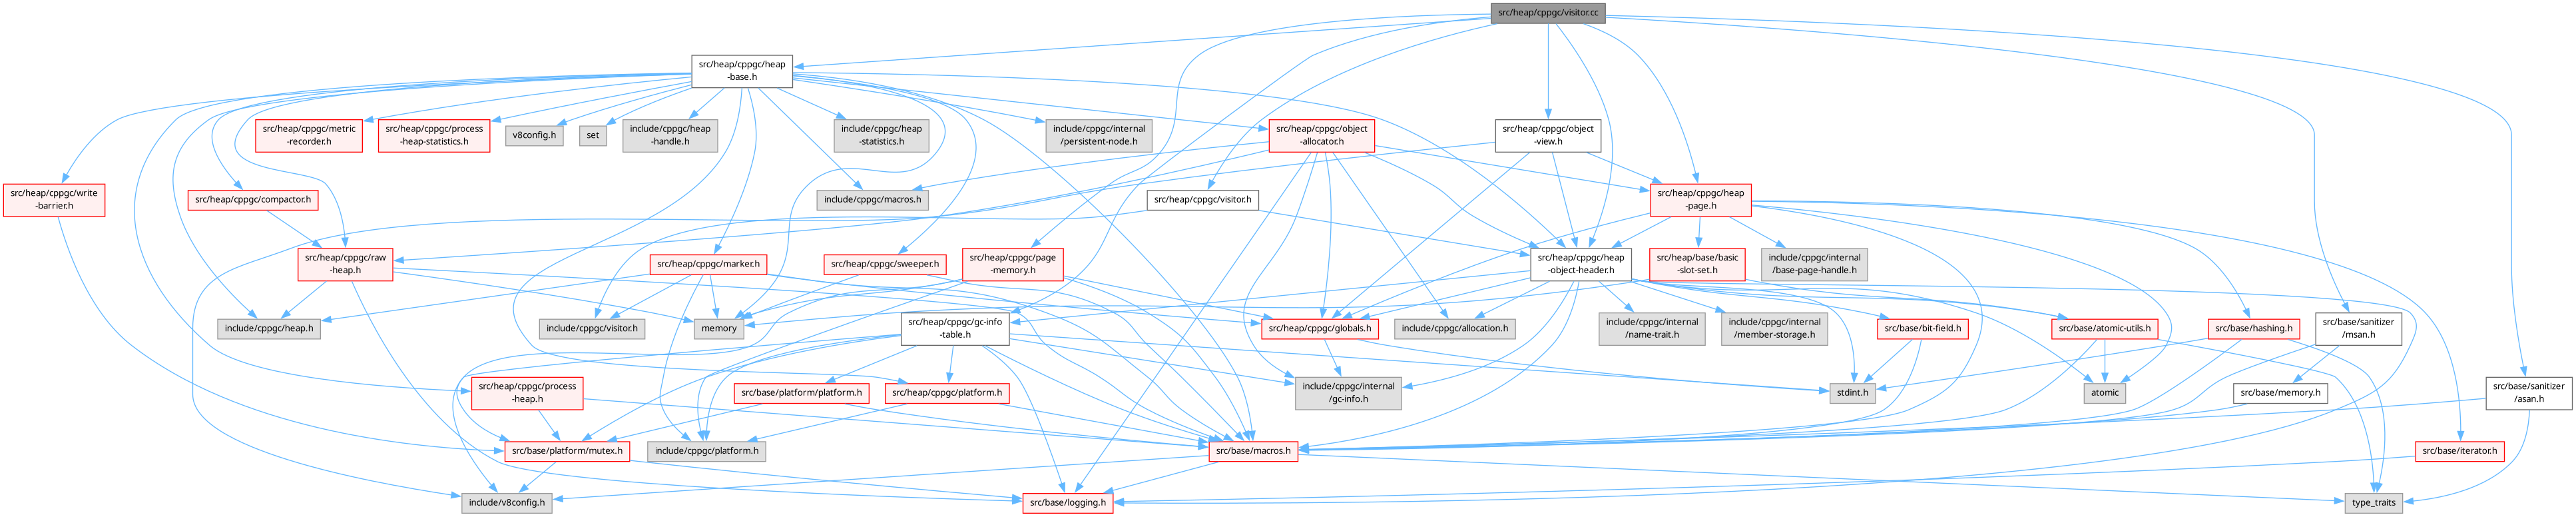 src/heap/cppgc/visitor.cc
src/heap/cppgc/heap
-base.h
src/heap/cppgc/metric
-recorder.h
src/heap/cppgc/process
-heap-statistics.h
v8config.h
set
include/cppgc/heap
-handle.h
include/cppgc/heap
-statistics.h
include/cppgc/internal
/persistent-node.h
src/heap/cppgc/object
-allocator.h
src/heap/cppgc/object
-view.h
src/heap/cppgc/write
-barrier.h
src/heap/cppgc/compactor.h
include/cppgc/macros.h
src/heap/cppgc/visitor.h
src/heap/cppgc/heap
-page.h
src/heap/cppgc/raw
-heap.h
src/heap/cppgc/marker.h
src/heap/cppgc/sweeper.h
src/heap/cppgc/page
-memory.h
src/heap/cppgc/heap
-object-header.h
src/heap/base/basic
-slot-set.h
include/cppgc/internal
/base-page-handle.h
include/cppgc/heap.h
include/cppgc/visitor.h
memory
src/heap/cppgc/gc-info
-table.h
src/heap/cppgc/globals.h
include/cppgc/allocation.h
include/cppgc/internal
/name-trait.h
include/cppgc/internal
/member-storage.h
src/base/bit-field.h
src/base/atomic-utils.h
src/base/hashing.h
src/base/sanitizer
/msan.h
src/heap/cppgc/process
-heap.h
src/base/platform/platform.h
src/heap/cppgc/platform.h
include/cppgc/internal
/gc-info.h
stdint.h
atomic
src/base/memory.h
src/base/sanitizer
/asan.h
src/base/platform/mutex.h
include/cppgc/platform.h
src/base/macros.h
src/base/iterator.h
include/v8config.h
src/base/logging.h
type_traits